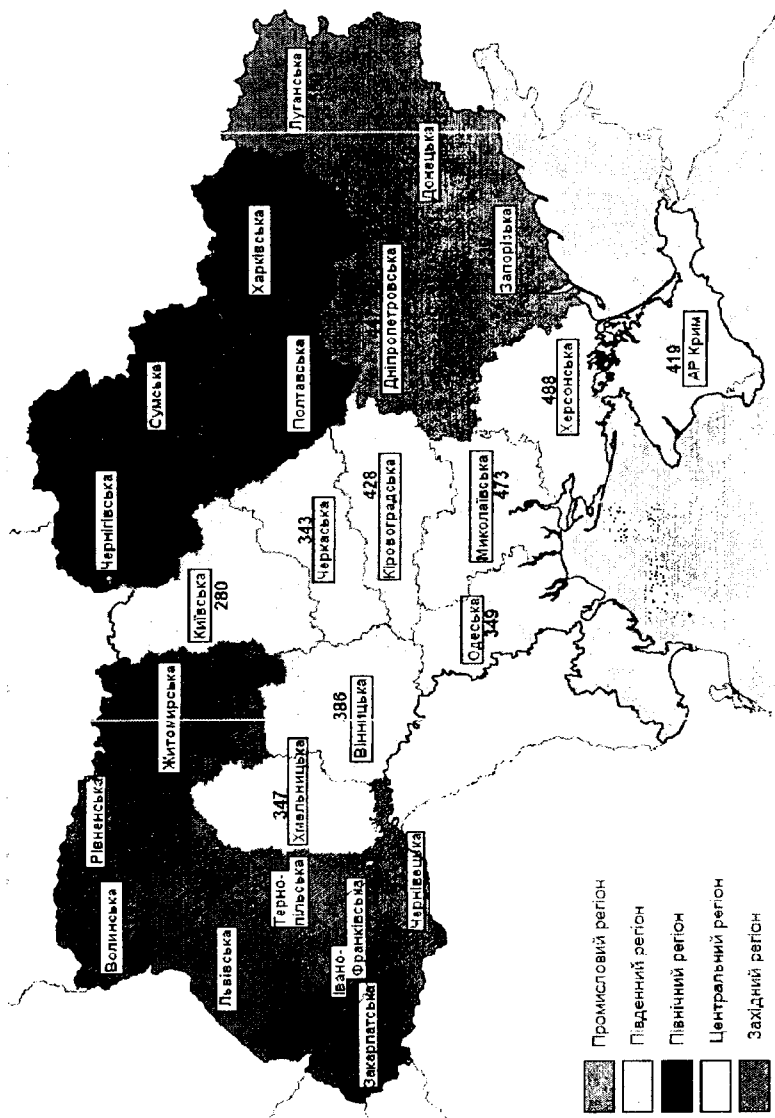 Луганська
Донецька
Харківська
Запорізька
Дніпропетровська
Сумська
Полтавська
488
Херсонська
419
АР Крим
Чернігівська
343
Черкаська
428
Кіровоградська
Миколаївська
473
Київська
280
Одеська
349
Житомирська
386
Вінницька
Рівненська
347
Хмельницька
Волинська
Львівська
Терно-
пільська
Івано-
Франківська
Чернівецька
Закарпатська
Промисловий регіон
Південний регіон
Північний регіон
Центральний регіон
Західний регіон